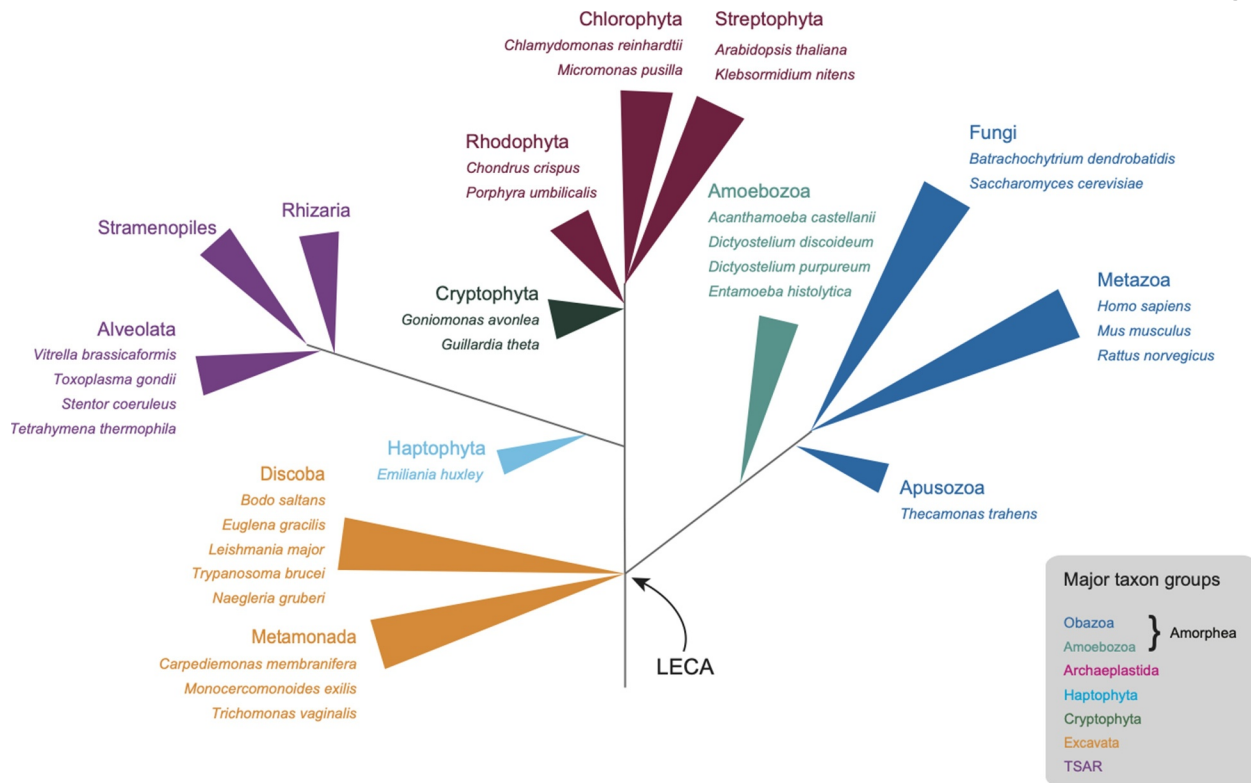 Chlorophyta
Chlamydomonas reinhardtii
Micromonas pusilla
Streptophyta
Arabidopsis thaliana
Klebsormidium nitens
Rhodophyta
Chondrus crispus
Porphyra umbilicalis
Fungi
Batrachochytrium dendrobatidis
Saccharomyces cerevisiae
Amoebozoa
Acanthamoeba castellanii
Dictyostelium discoideum
Dictyostelium purpureum
Entamoeba histolytica
Rhizaria
Stramenopiles
Cryptophyta
Goniomonas avonlea
Guillardia theta
Metazoa
Homo sapiens
Mus musculus
Rattus norvegicus
Alveolata
Vitrella brassicaformis
Toxoplasma gondii
Stentor coeruleus
Tetrahymena thermophila
Haptophyta
Emiliania huxley
Apusozoa
Thecamonas trahens
Discoba
Bodo saltans
Euglena gracilis
Leishmania major
Trypanosoma brucei
Naegleria gruberi
Metamonada
Carpediemonas membranifera
Monocercomonoides exilis
Trichomonas vaginalis
LECA
Major taxon groups
Obazoa
Amoebozoa
} Amorphea
Archaeplastida
Haptophyta
Cryptophyta
Excavata
TSAR